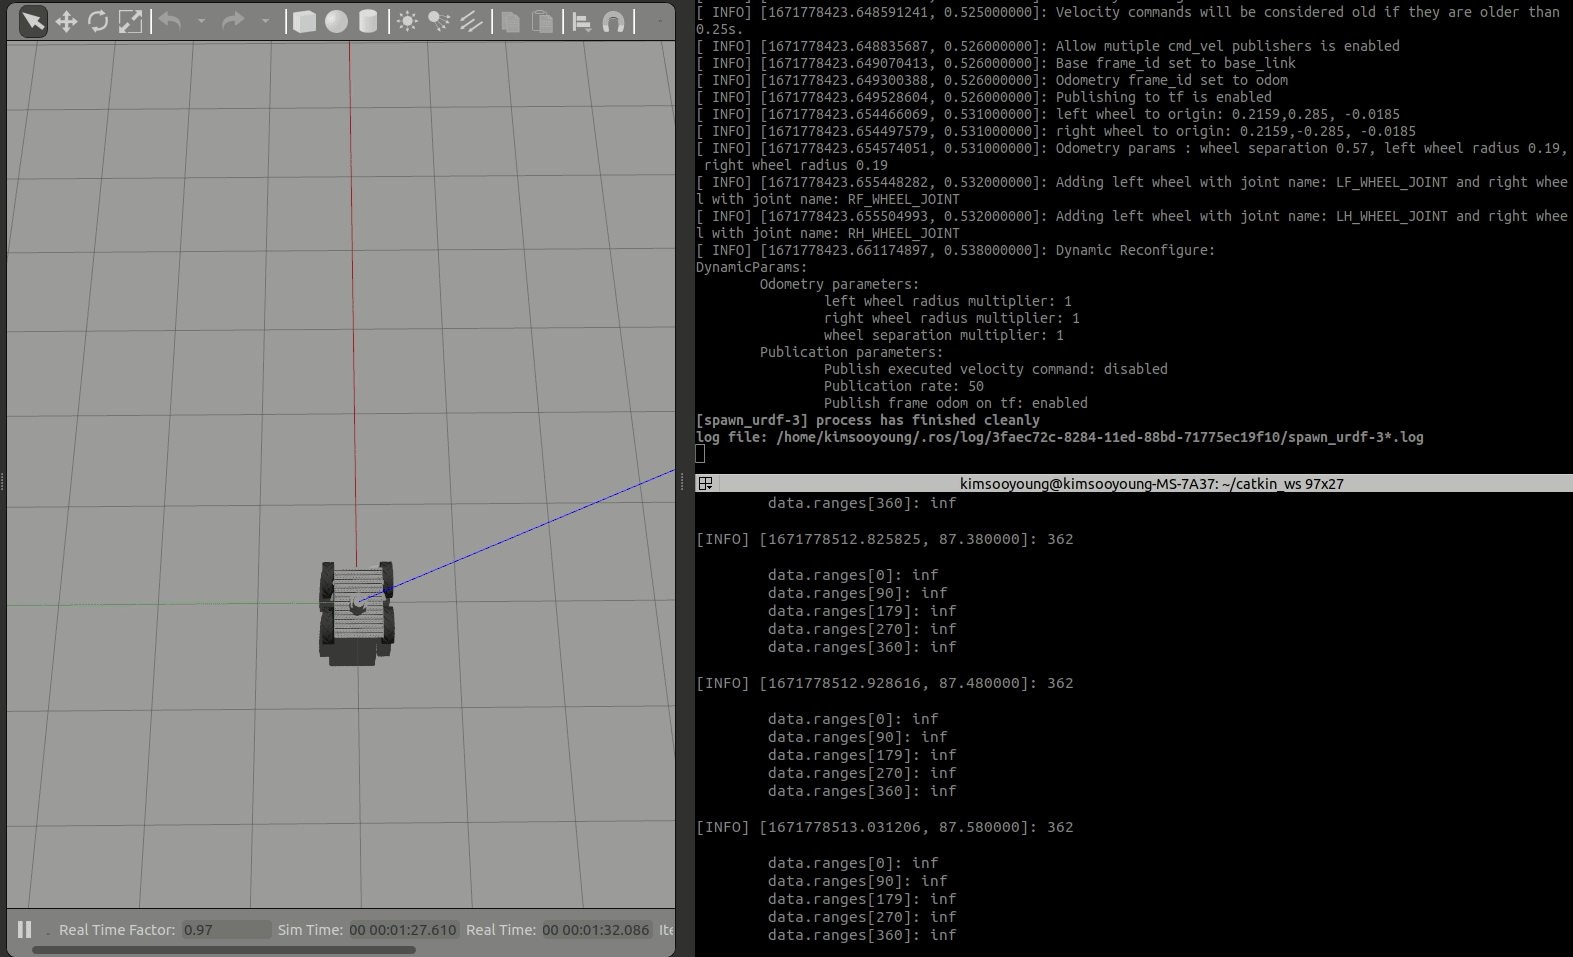 [ INFO] [1671778423.648591241, 0.525000000]: Velocity commands will be considered old if they are older than
0.25s.
[ INFO] [1671778423.648835687, 0.526000000]: Allow mutiple cmd_vel publishers is enabled
[ INFO] [1671778423.649070413, 0.526000000]: Base frame_id set to base_link
[ INFO] [1671778423.649300388, 0.526000000]: Odometry frame_id set to odom
[ INFO] [1671778423.649528604, 0.526000000]: Publishing to tf is enabled
[ INFO] [1671778423.654466069, 0.531000000]: left wheel to origin: 0.2159,0.285, -0.0185
[ INFO] [1671778423.654497579, 0.531000000]: right wheel to origin: 0.2159,-0.285, -0.0185
[ INFO] [1671778423.654574051, 0.531000000]: Odometry params : wheel separation 0.57, left wheel radius 0.19,
right wheel radius 0.19
[ INFO] [1671778423.655448282, 0.532000000]: Adding left wheel with joint name: LF_WHEEL_JOINT and right whee
l with joint name: RF_WHEEL_JOINT
[ INFO] [1671778423.655504993, 0.532000000]: Adding left wheel with joint name: LH_WHEEL_JOINT and right whee
l with joint name: RH_WHEEL_JOINT
[ INFO] [1671778423.661174897, 0.538000000]: Dynamic Reconfigure:
DynamicParams:
Odometry parameters:
left wheel radius multiplier: 1
right wheel radius multiplier: 1
wheel separation multiplier: 1
Publication parameters:
Publish executed velocity command: disabled
Publication rate: 50
Publish frame odom on tf: enabled
[spawn_urdf-3] process has finished cleanly
log file: /home/kimsooyoung/.ros/log/3faec72c-8284-11ed-88bd-71775ec19f10/spawn_urdf-3*.log
kimsooyoung@kimsooyoung-MS-7A37: ~/catkin_ws 97x27
data.ranges[360]: inf
[INFO] [1671778512.825825, 87.380000]: 362
data.ranges[0]: inf
data.ranges[90]: inf
data.ranges[179]: inf
data.ranges[270]: inf
data.ranges[360]: inf
[INFO] [1671778512.928616, 87.480000]: 362
data.ranges[0]: inf
data.ranges[90]: inf
data.ranges[179]: inf
data.ranges[270]: inf
data.ranges[360]: inf
[INFO] [1671778513.031206, 87.580000]: 362
data.ranges[0]: inf
data.ranges[90]: inf
data.ranges[179]: inf
data.ranges[270]: inf
data.ranges[360]: inf
Real Time Factor: 0.97 Sim Time: 00 00:01:27.610 Real Time: 00 00:01:32.086